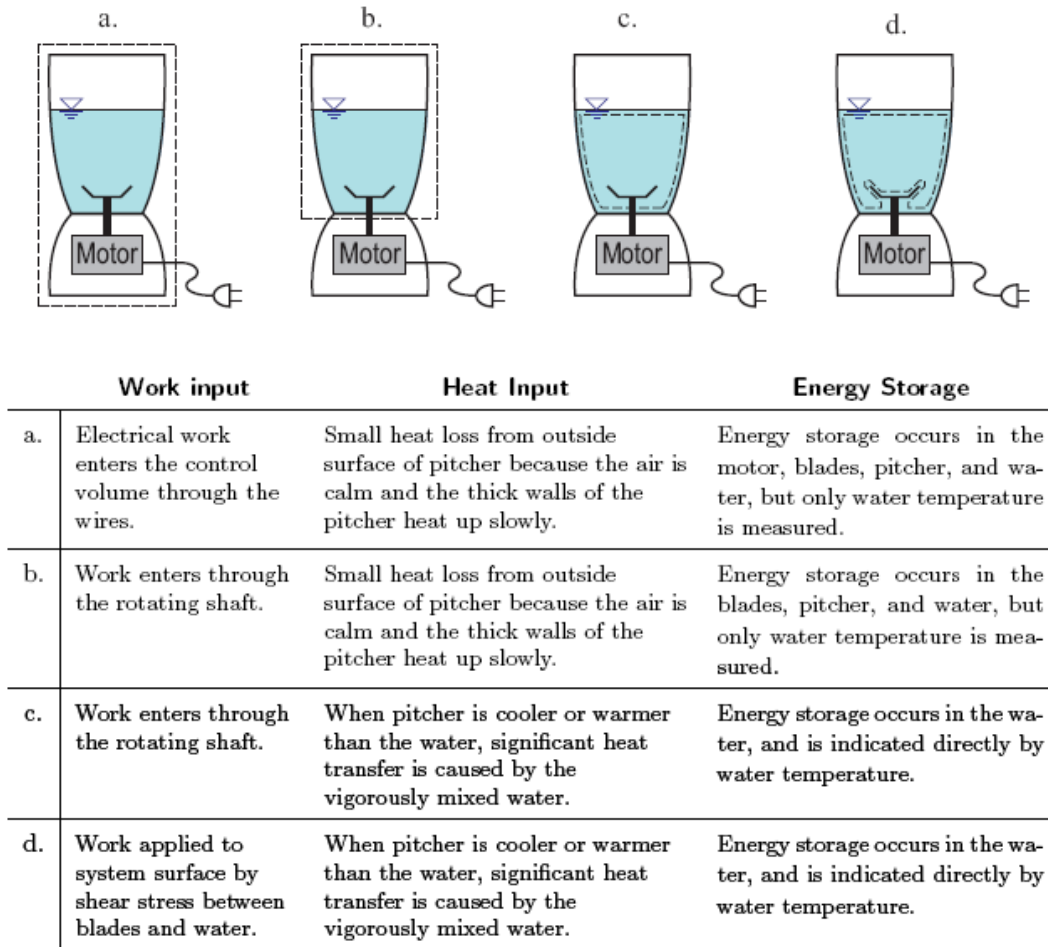 a.
b.
c.
d.
Motor
Motor
Motor
Motor
Work input
Heat Input
Energy Storage
a.
Electrical work
enters the control
volume through the
wires.
Small heat loss from outside
surface of pitcher because the air is
calm and the thick walls of the
pitcher heat up slowly.
Energy storage occurs in the
motor, blades, pitcher, and wa-
ter, but only water temperature
is measured.
b.
Work enters through
the rotating shaft.
Small heat loss from outside
surface of pitcher because the air is
calm and the thick walls of the
pitcher heat up slowly.
Energy storage occurs in the
blades, pitcher, and water, but
only water temperature is mea-
sured.
c.
Work enters through
the rotating shaft.
When pitcher is cooler or warmer
than the water, significant heat
transfer is caused by the
vigorously mixed water.
Energy storage occurs in the wa-
ter, and is indicated directly by
water temperature.
d.
Work applied to
system surface by
shear stress between
blades and water.
When pitcher is cooler or warmer
than the water, significant heat
transfer is caused by the
vigorously mixed water.
Energy storage occurs in the wa-
ter, and is indicated directly by
water temperature.